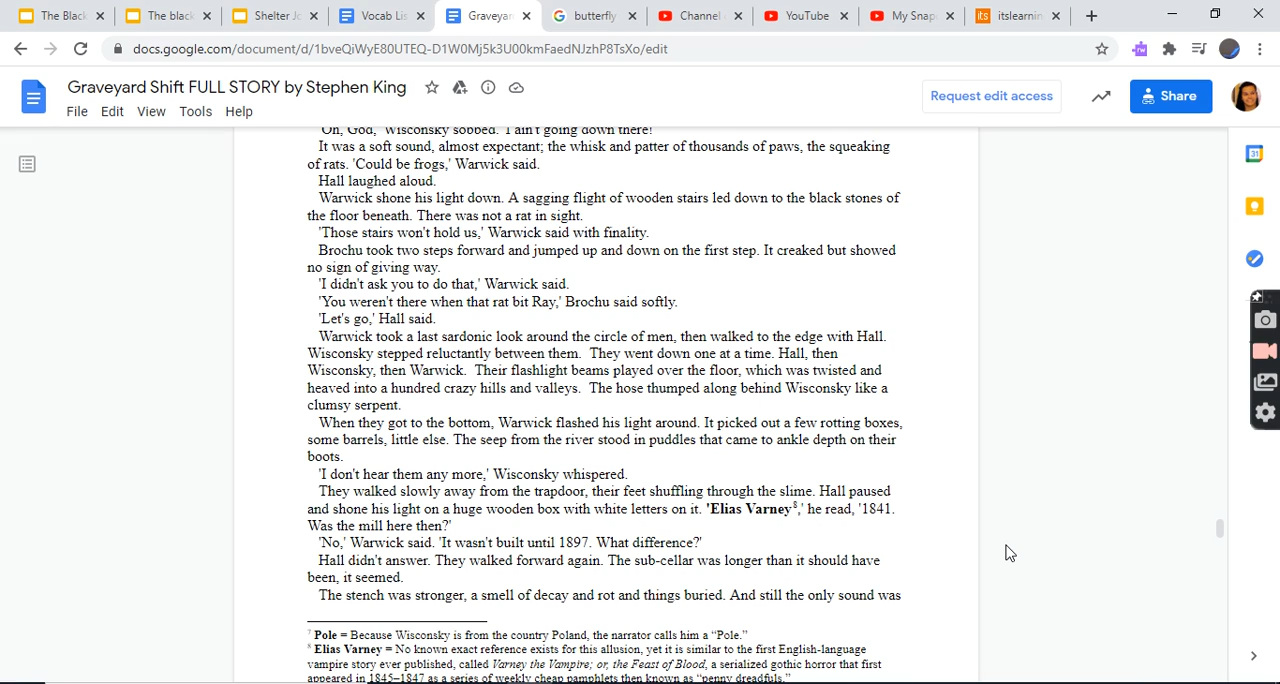 The Black
The black
Shelter Jo
Vocab Lis
Graveyar
butterfly
Channel
YouTube
My Snap
its itslearnin
docs.google.com/document/d/1bveQiWyE80UTEQ-D1W0Mj5k3U00kmFaedNJzhP8TsXo/edit
rw
Graveyard Shift FULL STORY by Stephen King
File Edit View Tools Help
Request edit access
Share
31
'Oh, God,' Wisconsky sobbed. 'I ain't going down there!'
It was a soft sound, almost expectant; the whisk and patter of thousands of paws, the squeaking
of rats. 'Could be frogs,' Warwick said.
Hall laughed aloud.
Warwick shone his light down. A sagging flight of wooden stairs led down to the black stones of
the floor beneath. There was not a rat in sight.
'Those stairs won't hold us,' Warwick said with finality.
Brochu took two steps forward and jumped up and down on the first step. It creaked but showed
no sign of giving way.
'I didn't ask you to do that,' Warwick said.
'You weren't there when that rat bit Ray,' Brochu said softly.
'Let's go,' Hall said.
Warwick took a last sardonic look around the circle of men, then walked to the edge with Hall.
Wisconsky stepped reluctantly between them. They went down one at a time. Hall, then
Wisconsky, then Warwick. Their flashlight beams played over the floor, which was twisted and
heaved into a hundred crazy hills and valleys. The hose thumped along behind Wisconsky like a
clumsy serpent.
When they got to the bottom, Warwick flashed his light around. It picked out a few rotting boxes,
some barrels, little else. The seep from the river stood in puddles that came to ankle depth on their
boots.
'I don't hear them any more,' Wisconsky whispered.
They walked slowly away from the trapdoor, their feet shuffling through the slime. Hall paused
and shone his light on a huge wooden box with white letters on it. 'Elias Varney⁸,' he read, '1841.
Was the mill here then?'
'No,' Warwick said. 'It wasn't built until 1897. What difference?'
Hall didn't answer. They walked forward again. The sub-cellar was longer than it should have
been, it seemed.
The stench was stronger, a smell of decay and rot and things buried. And still the only sound was
⁷ Pole = Because Wisconsky is from the country Poland, the narrator calls him a "Pole."
⁸ Elias Varney = No known exact reference exists for this allusion, yet it is similar to the first English-language
vampire story ever published, called Varney the Vampire; or, the Feast of Blood, a serialized gothic horror that first
appeared in 1845–1847 as a series of weekly cheap pamphlets then known as "penny dreadfuls."